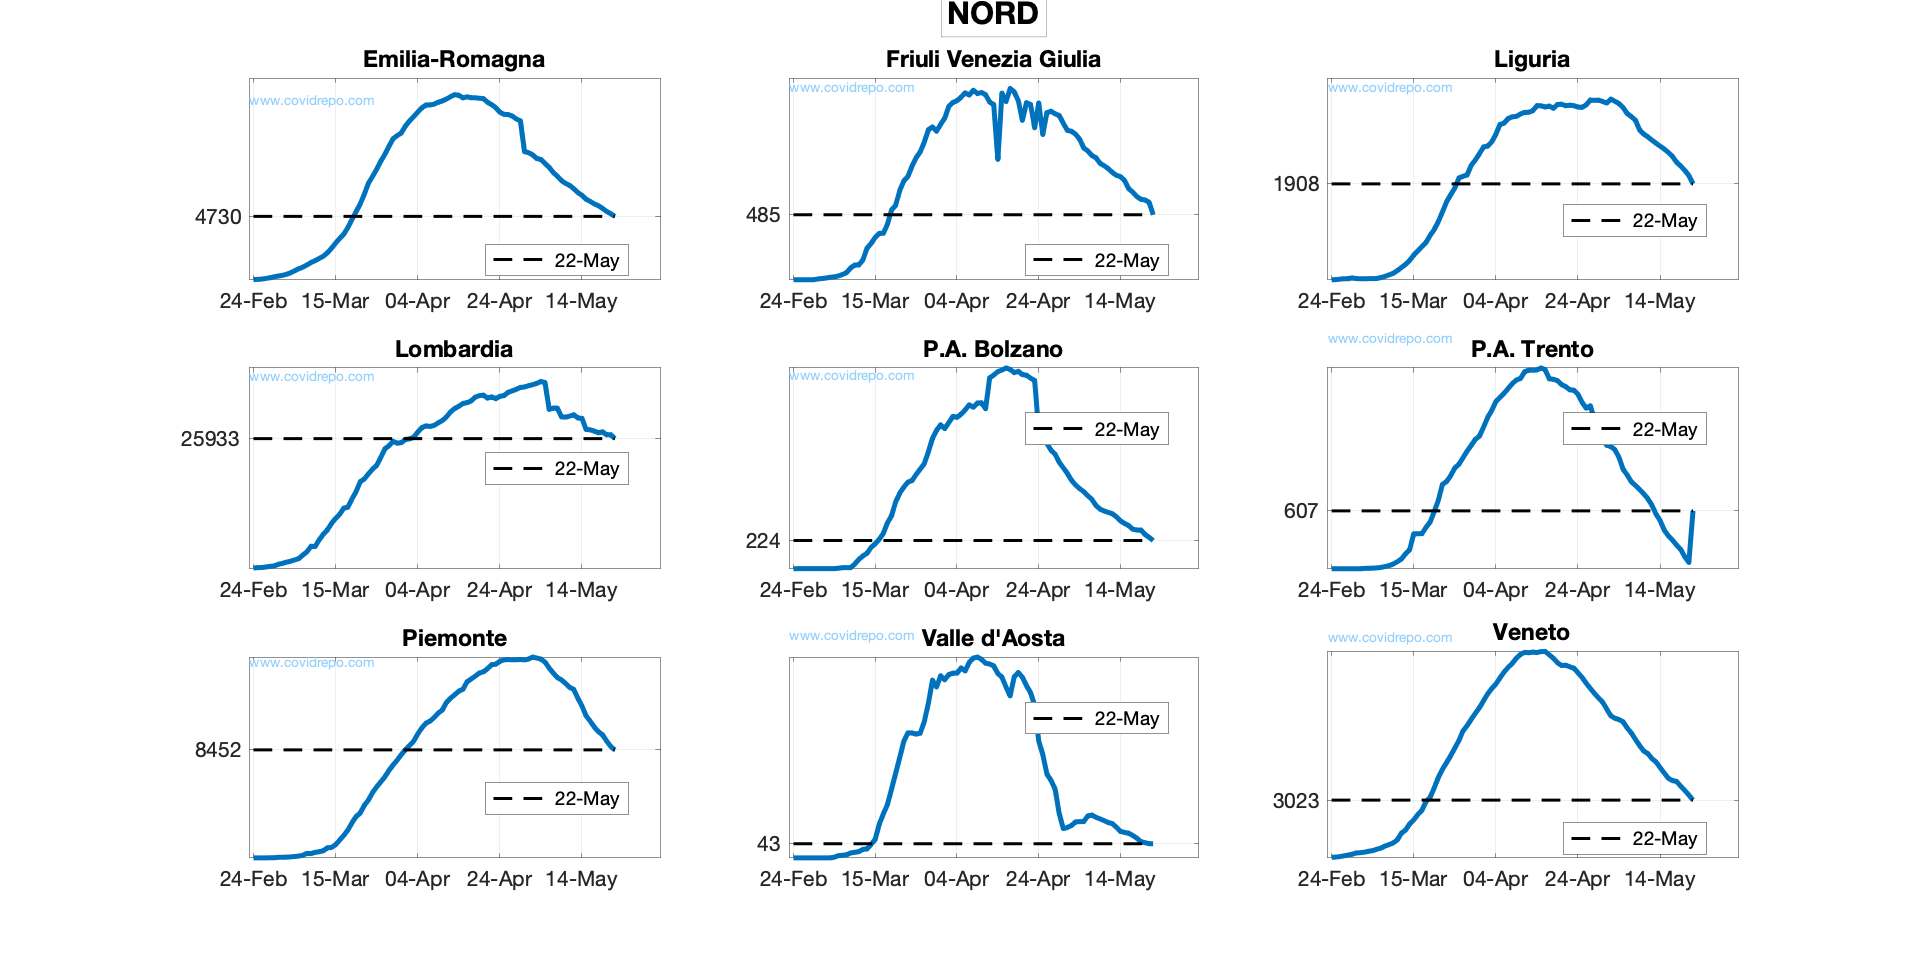 NORD
Emilia-Romagna
www.covidrepo.com
4730
22-May
24-Feb 15-Mar 04-Apr 24-Apr 14-May
Friuli Venezia Giulia
www.covidrepo.com
485
22-May
24-Feb 15-Mar 04-Apr 24-Apr 14-May
Liguria
www.covidrepo.com
1908
22-May
24-Feb 15-Mar 04-Apr 24-Apr 14-May
Lombardia
www.covidrepo.com
25933
22-May
24-Feb 15-Mar 04-Apr 24-Apr 14-May
P.A. Bolzano
www.covidrepo.com
22-May
224
24-Feb 15-Mar 04-Apr 24-Apr 14-May
www.covidrepo.com
P.A. Trento
22-May
607
24-Feb 15-Mar 04-Apr 24-Apr 14-May
Piemonte
www.covidrepo.com
8452
22-May
24-Feb 15-Mar 04-Apr 24-Apr 14-May
www.covidrepo.com
Valle d'Aosta
22-May
43
24-Feb 15-Mar 04-Apr 24-Apr 14-May
Veneto
www.covidrepo.com
3023
22-May
24-Feb 15-Mar 04-Apr 24-Apr 14-May